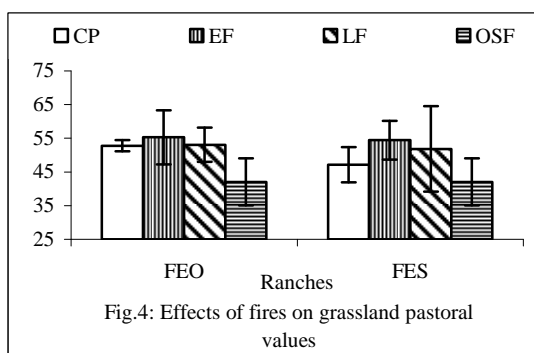 CP EF LF OSF
75
65
55
45
35
25
FEO FES
Ranches
Fig.4: Effects of fires on grassland pastoral
values